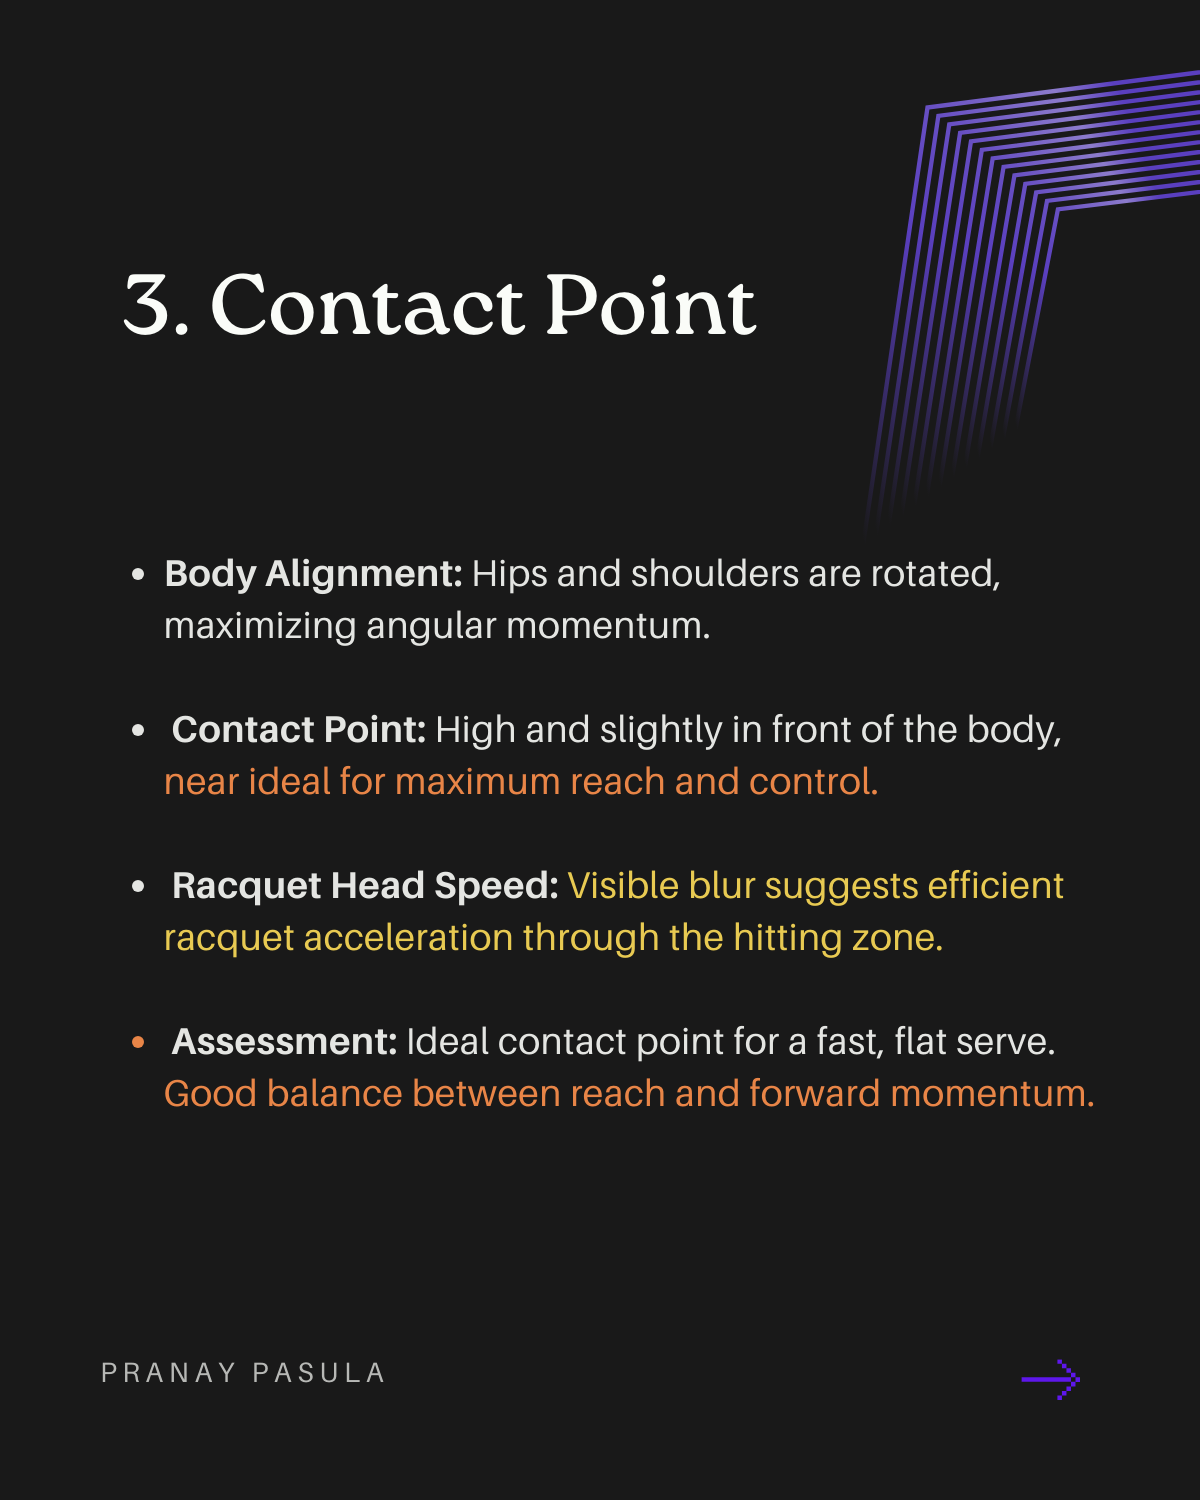 3. Contact Point
• Body Alignment: Hips and shoulders are rotated,
maximizing angular momentum.
• Contact Point: High and slightly in front of the body,
near ideal for maximum reach and control.
• Racquet Head Speed: Visible blur suggests efficient
racquet acceleration through the hitting zone.
• Assessment: Ideal contact point for a fast, flat serve.
Good balance between reach and forward momentum.
PRANAY PASULA